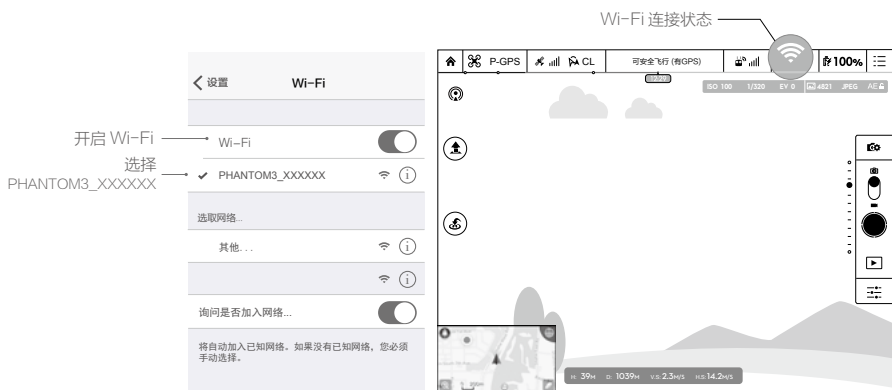 Wi-Fi 连接状态
P-GPS
CL
可安全飞行 (有GPS)
100%
ISO 100 1/320 EV 0 4821 JPEG AE
设置 Wi-Fi
开启 Wi-Fi
Wi-Fi
选择
PHANTOM3_XXXXXX
PHANTOM3_XXXXXX
选取网络...
其他...
询问是否加入网络...
将自动加入已知网络。如果没有已知网络，您必须
手动选择。
H: 39M D: 1039M V.S: 2.3M/S H.S: 14.2M/S